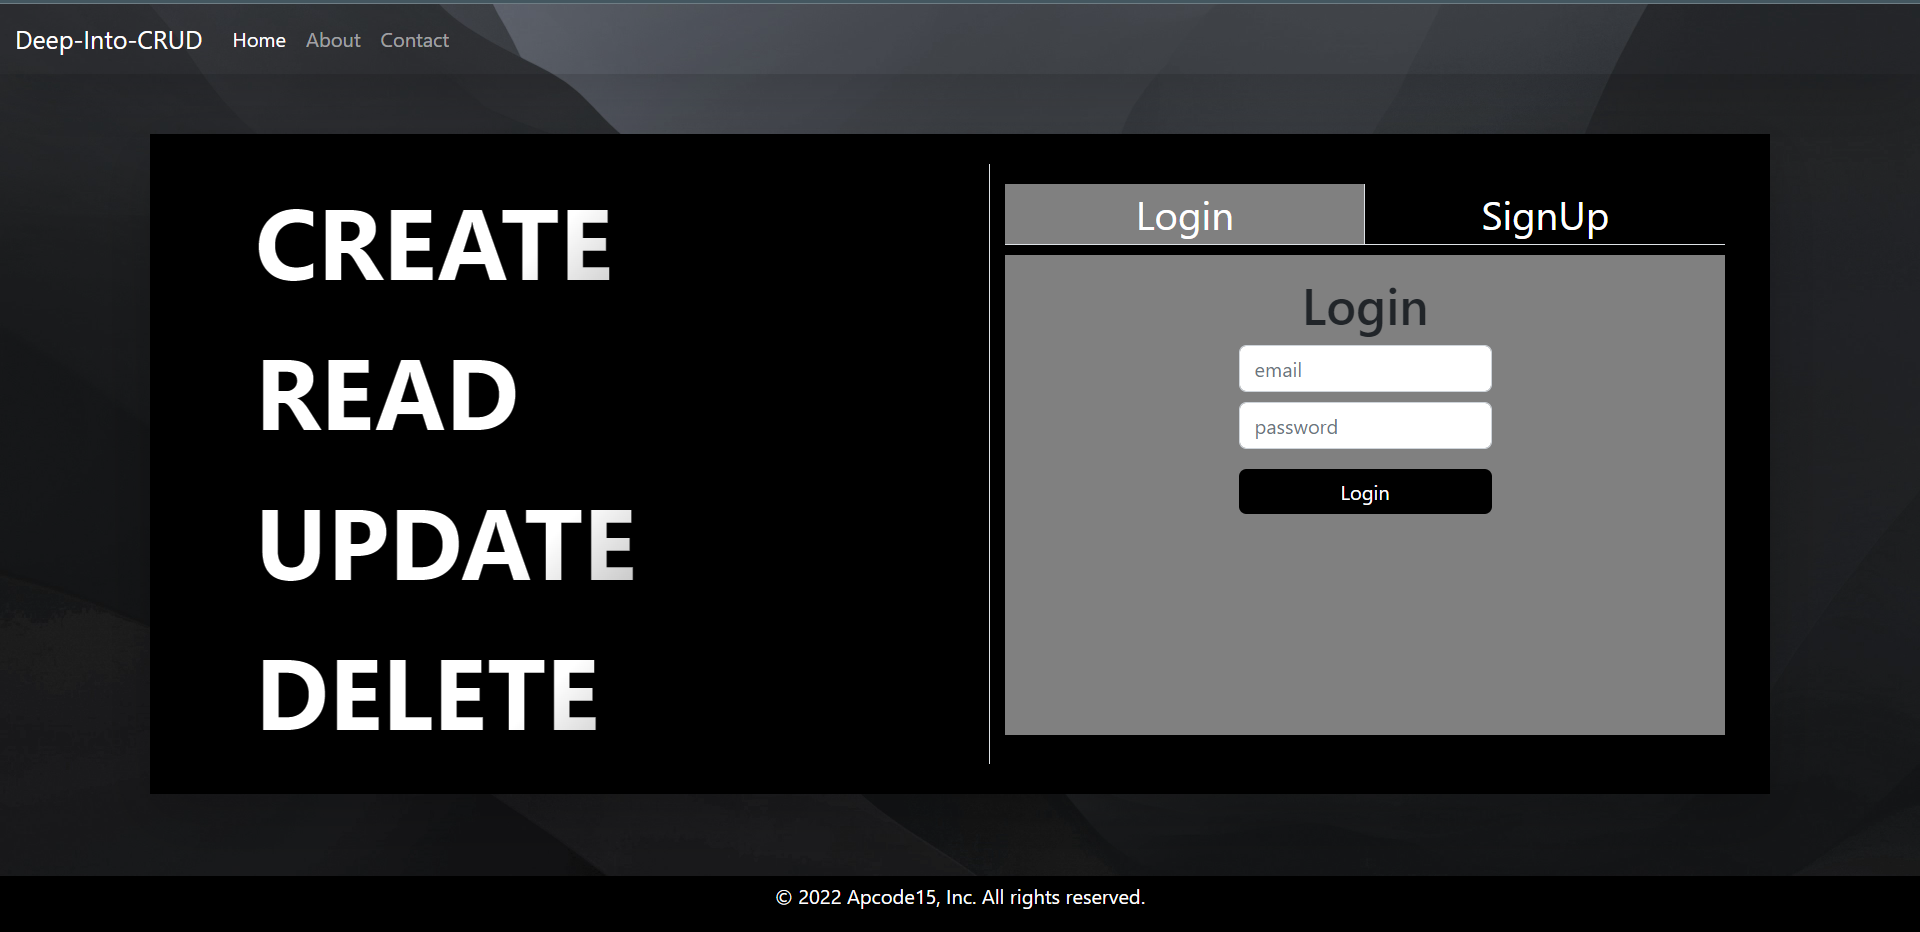 Deep-Into-CRUD Home About Contact
CREATE
READ
UPDATE
DELETE
Login SignUp
Login
email
password
Login
© 2022 Apcode15, Inc. All rights reserved.